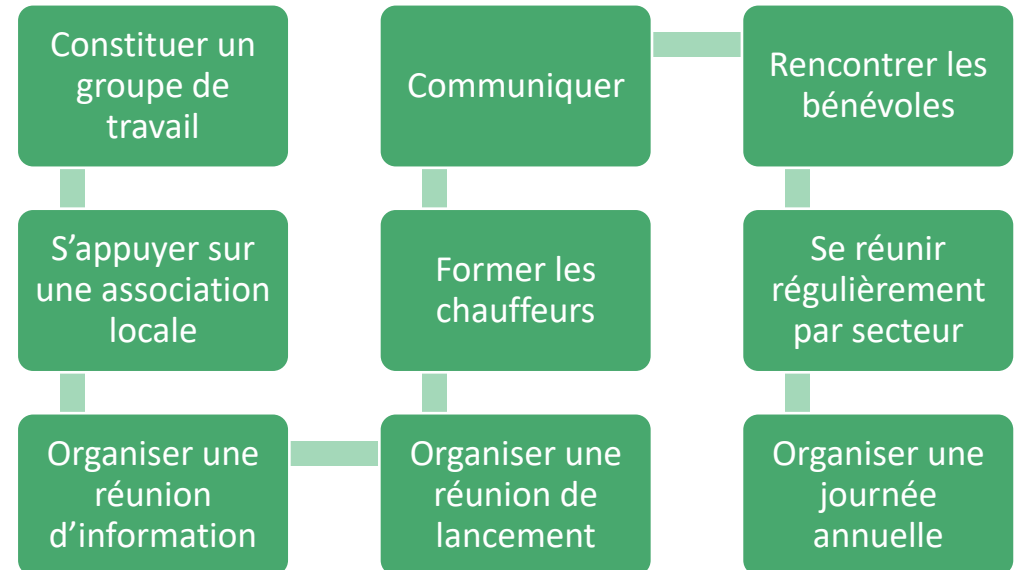 Constituer un
groupe de
travail
S’appuyer sur
une association
locale
Organiser une
réunion
d’information
Organiser une
réunion de
lancement
Former les
chauffeurs
Communiquer
Rencontrer les
bénévoles
Se réunir
régulièrement
par secteur
Organiser une
journée
annuelle